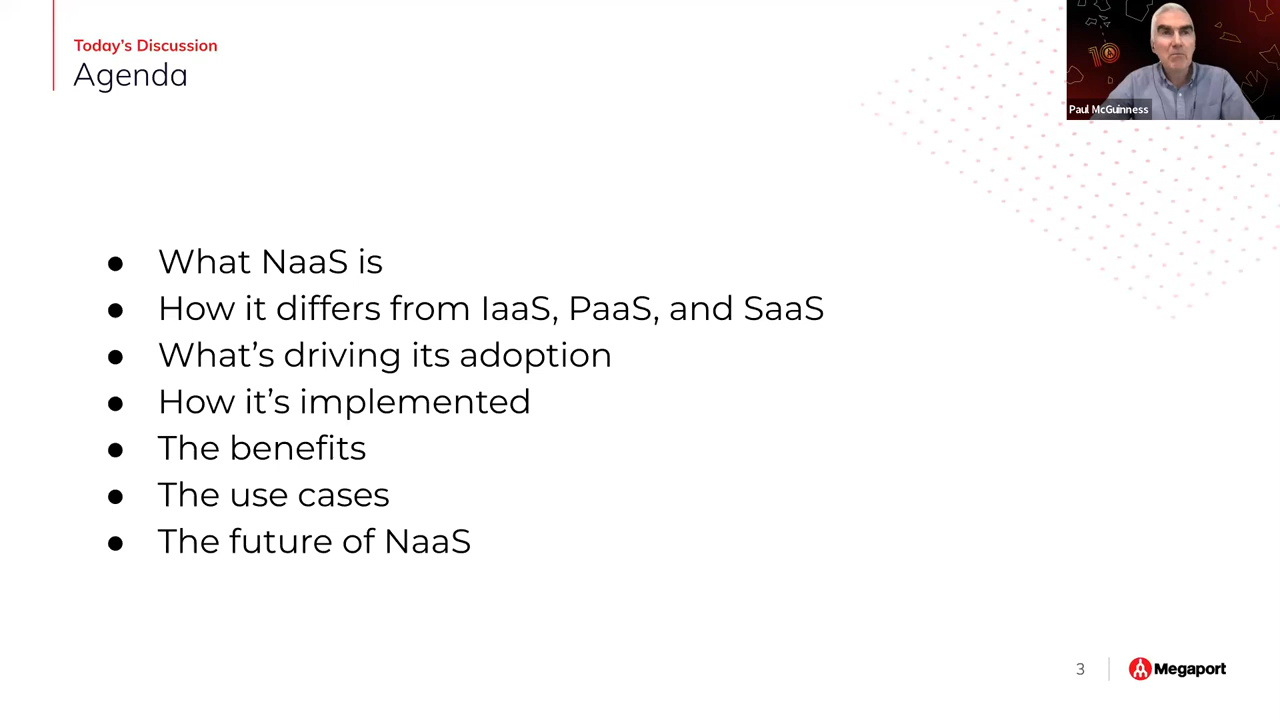 Today's Discussion
Agenda
10
Paul McGuinness
● What NaaS is
● How it differs from IaaS, PaaS, and SaaS
● What's driving its adoption
● How it's implemented
● The benefits
● The use cases
● The future of NaaS
3
Megaport